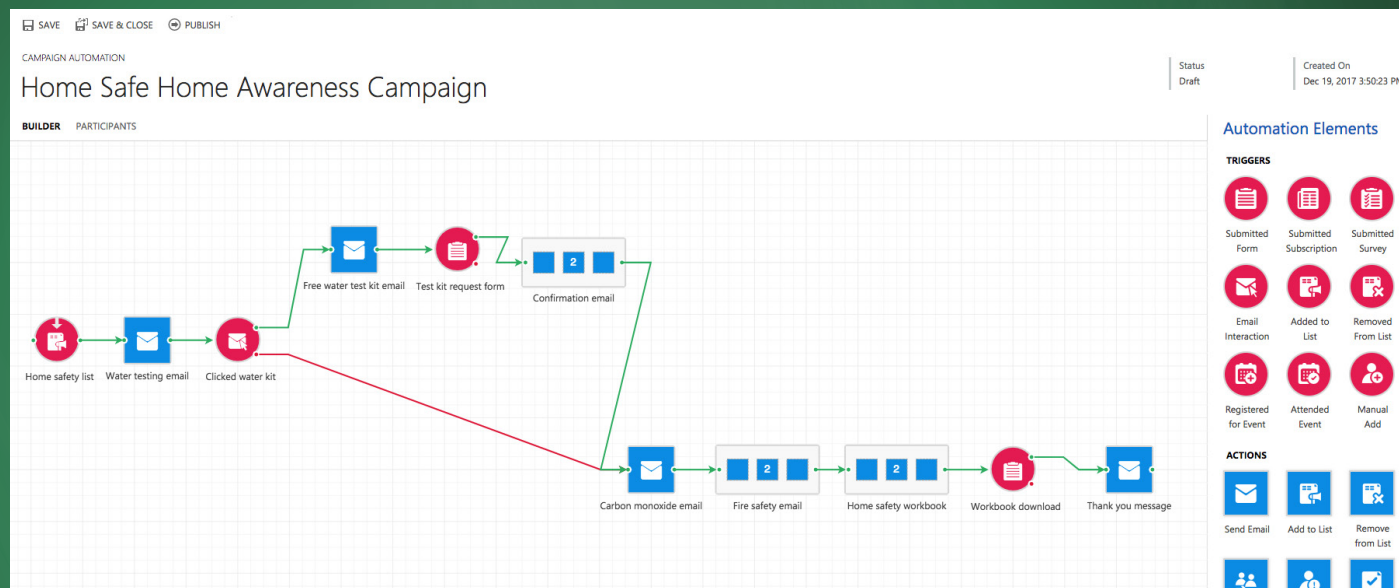 SAVE SAVE & CLOSE PUBLISH
CAMPAIGN AUTOMATION
Home Safe Home Awareness Campaign
Status
Draft
Created On
Dec 19, 2017 3:50:23 PM
BUILDER PARTICIPANTS
Free water test kit email
Test kit request form
2
Confirmation email
Home safety list
Water testing email
Clicked water kit
Carbon monoxide email
2
Fire safety email
2
Home safety workbook
Workbook download
Thank you message
Automation Elements
TRIGGERS
Submitted
Form
Submitted
Subscription
Submitted
Survey
Email
Interaction
Added to
List
Removed
From List
Registered
for Event
Attended
Event
Manual
Add
ACTIONS
Send Email
Add to List
Remove
from List